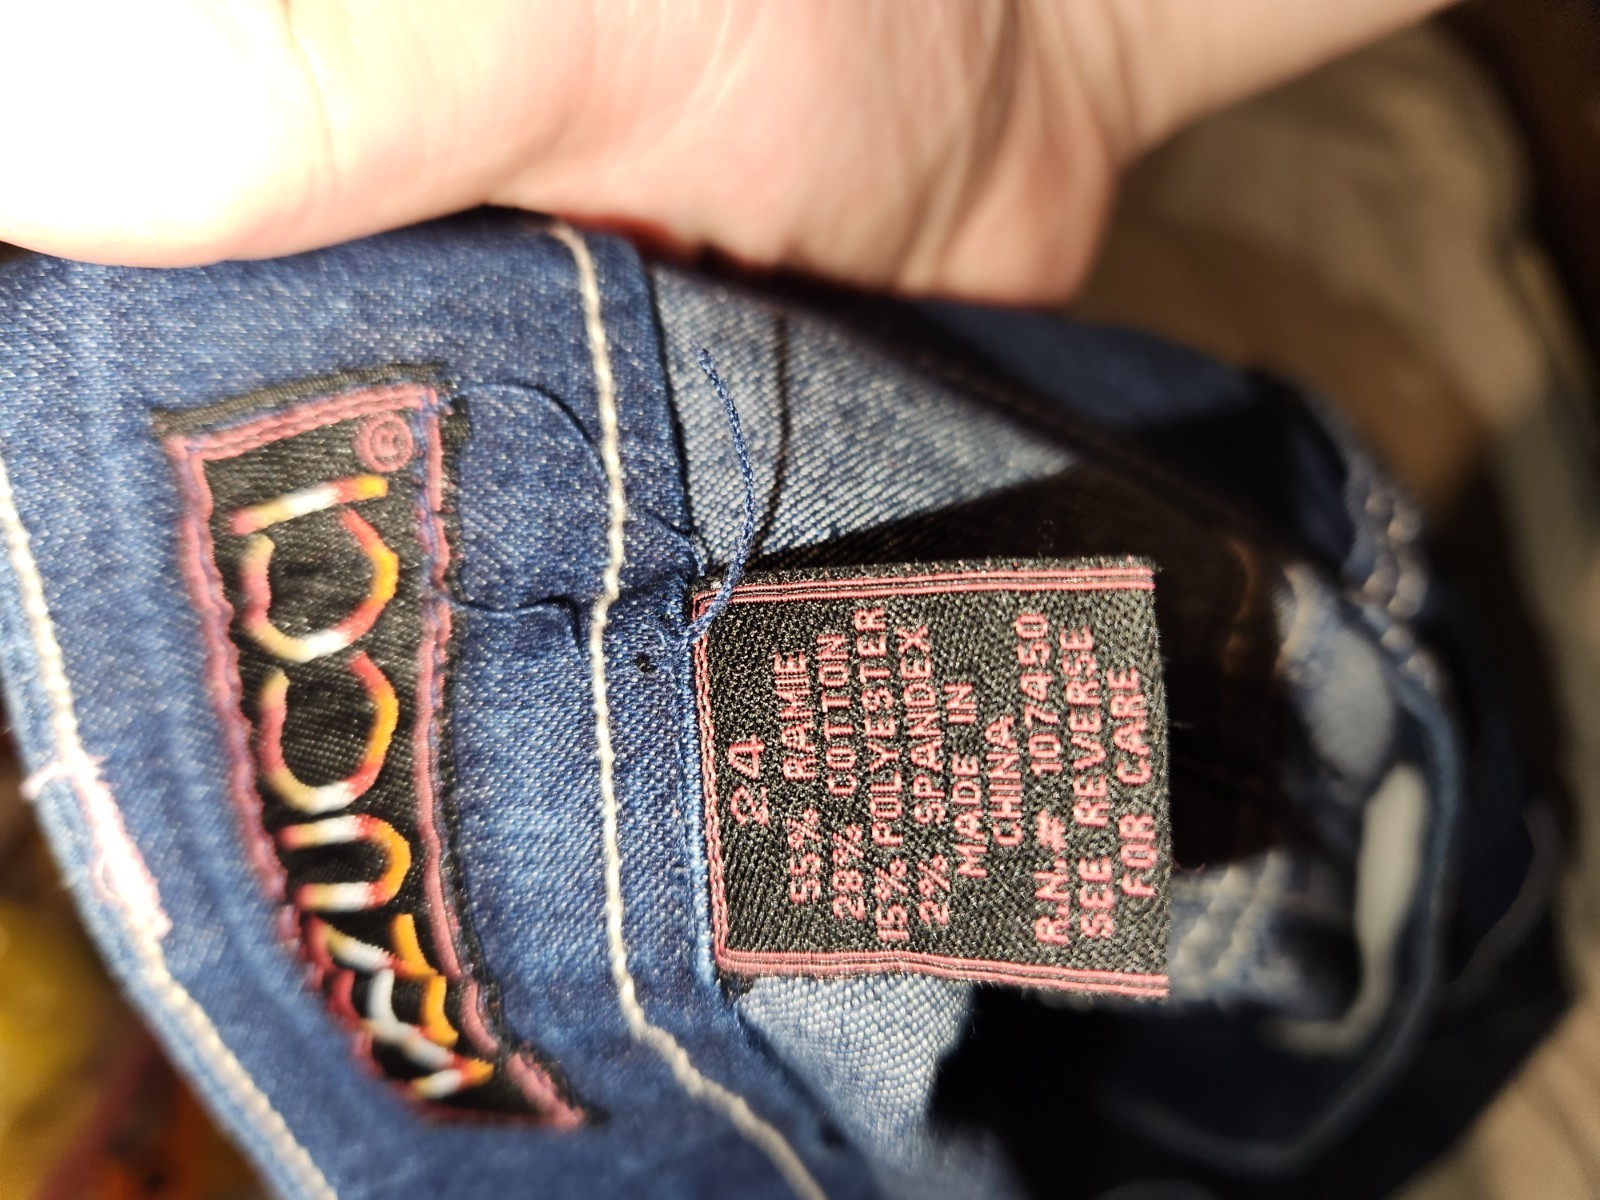 ®
24
55% RAMIE
28% COTTON
15% POLYESTER
2% SPANDEX
MADE IN
CHINA
R.N.# 107450
SEE REVERSE
FOR CARE